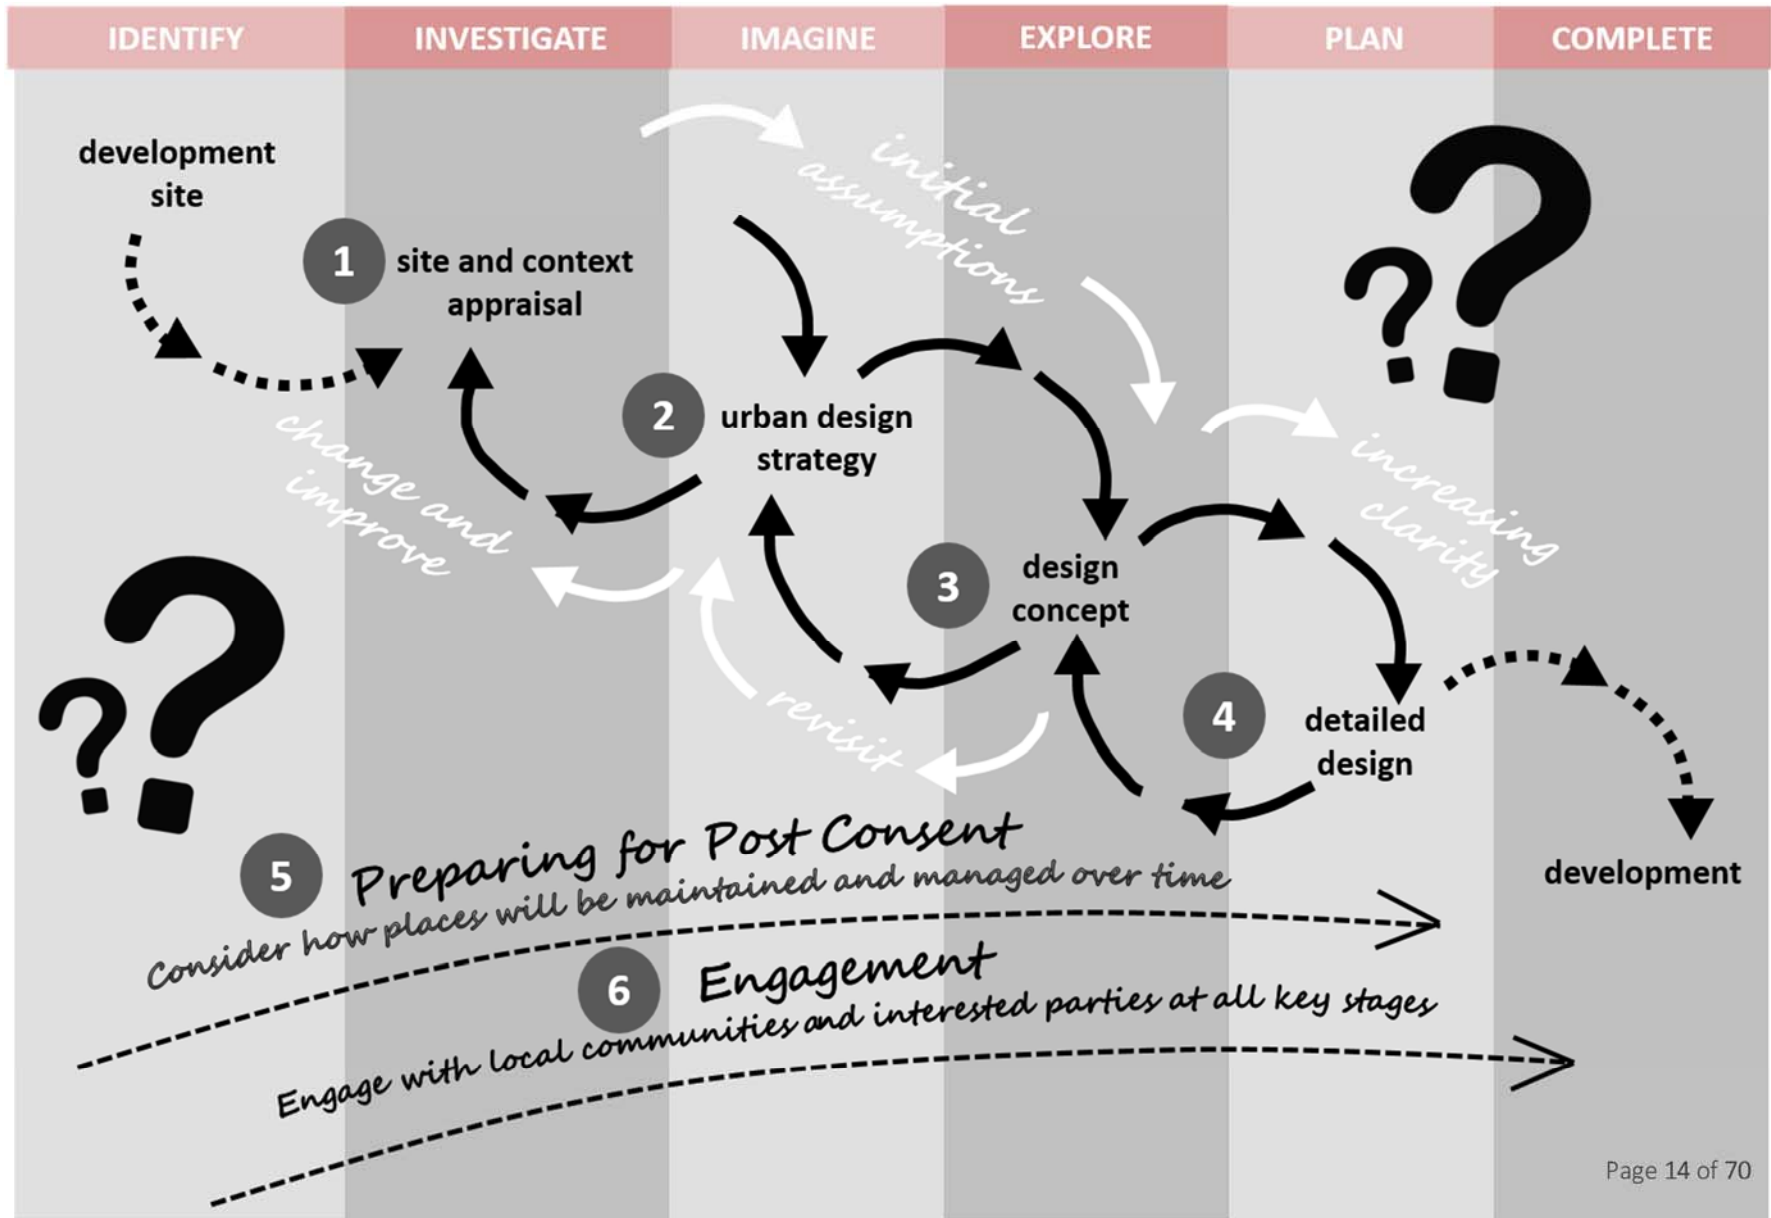 IDENTIFY
INVESTIGATE
IMAGINE
EXPLORE
PLAN
COMPLETE
development
site
1
site and context
appraisal
initial
assumptions
2
urban design
strategy
change and
improve
increasing
clarity
3
design
concept
revisit
4
detailed
design
development
5
Preparing for Post Consent
Consider how places will be maintained and managed over time
6
Engagement
Engage with local communities and interested parties at all key stages
? ?
? ?
Page 14 of 70